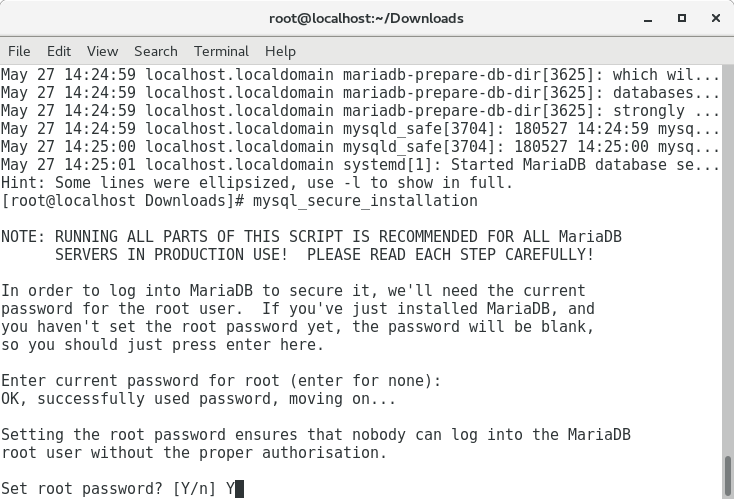 root@localhost:~/Downloads
File Edit View Search Terminal Help
May 27 14:24:59 localhost.localdomain mariadb-prepare-db-dir[3625]: which wil...
May 27 14:24:59 localhost.localdomain mariadb-prepare-db-dir[3625]: databases...
May 27 14:24:59 localhost.localdomain mariadb-prepare-db-dir[3625]: strongly ...
May 27 14:24:59 localhost.localdomain mysqld_safe[3704]: 180527 14:24:59 mysq...
May 27 14:25:00 localhost.localdomain mysqld_safe[3704]: 180527 14:25:00 mysq...
May 27 14:25:01 localhost.localdomain systemd[1]: Started MariaDB database se...
Hint: Some lines were ellipsized, use -l to show in full.
[root@localhost Downloads]# mysql_secure_installation
NOTE: RUNNING ALL PARTS OF THIS SCRIPT IS RECOMMENDED FOR ALL MariaDB
SERVERS IN PRODUCTION USE!  PLEASE READ EACH STEP CAREFULLY!
In order to log into MariaDB to secure it, we'll need the current
password for the root user.  If you've just installed MariaDB, and
you haven't set the root password yet, the password will be blank,
so you should just press enter here.
Enter current password for root (enter for none):
OK, successfully used password, moving on...
Setting the root password ensures that nobody can log into the MariaDB
root user without the proper authorisation.
Set root password? [Y/n] Y